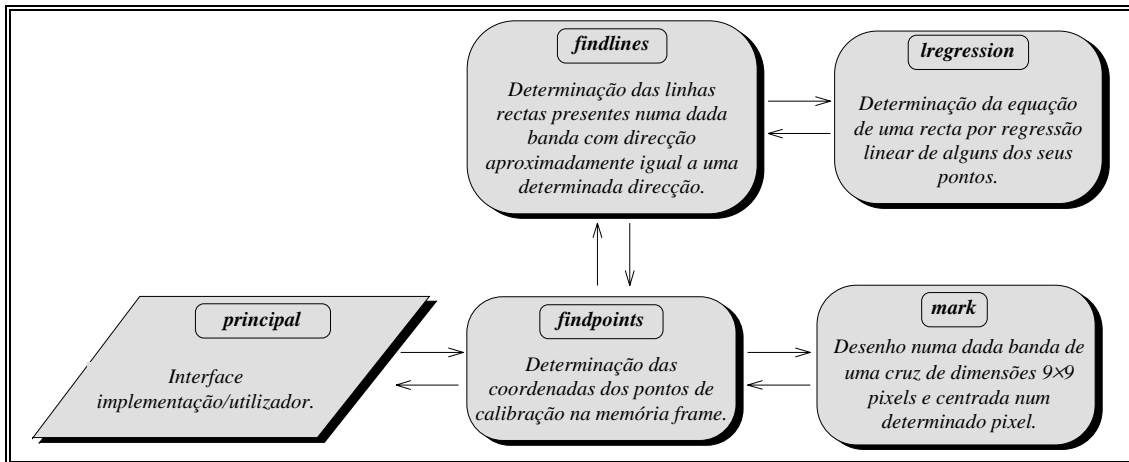 findlines
Determinação das linhas
rectas presentes numa dada
banda com direcção
aproximadamente igual a uma
determinada direcção.
lregression
Determinação da equação
de uma recta por regressão
linear de alguns dos seus
pontos.
principal
Interface
implementação/utilizador.
findpoints
Determinação das
coordenadas dos pontos de
calibração na memória frame.
mark
Desenho numa dada banda de
uma cruz de dimensões 9×9
pixels e centrada num
determinado pixel.